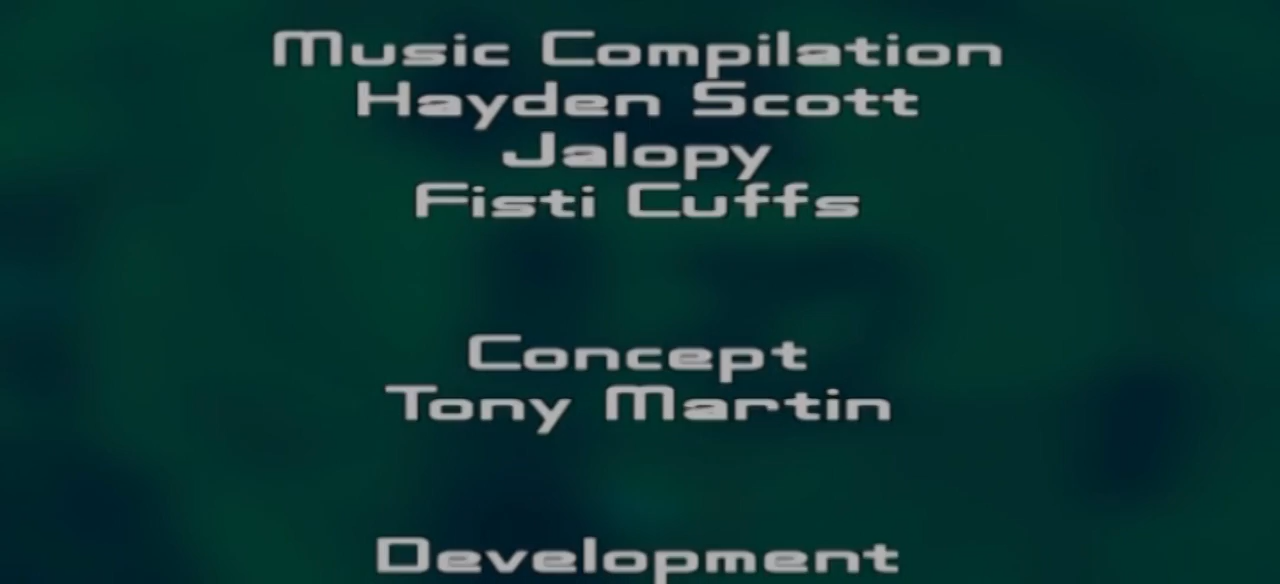 Music Compilation
Hayden Scott
Jalopy
Fisti Cuffs
Concept
Tony Martin
Development